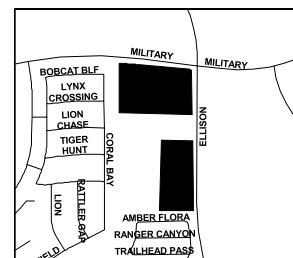 MILITARY
MILITARY
BOBCAT BLF
LYNX
CROSSING
LION
CHASE
TIGER
HUNT
CORAL BAY
ELLISON
LION
RATTLER GAP
AMBER FLORA
RANGER CANYON
TRAILHEAD PASS